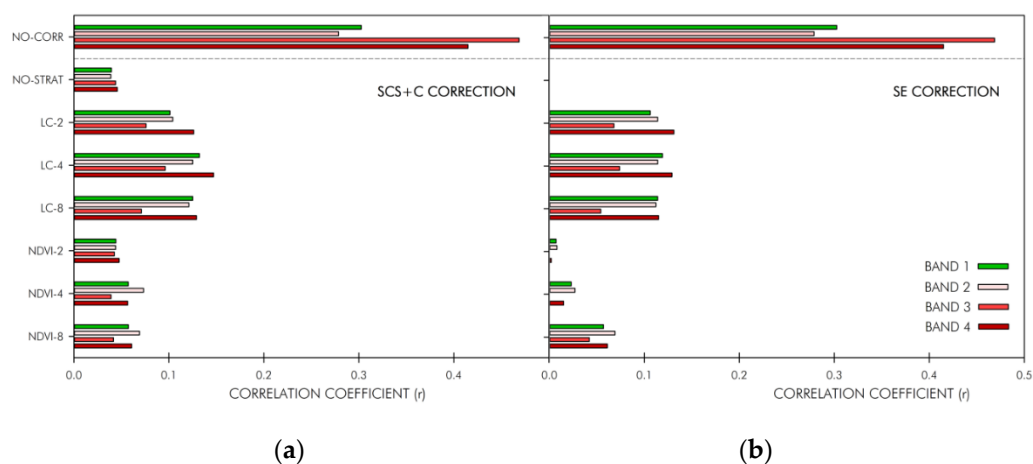 NO-CORR
NO-STRAT
LC-2
LC-4
LC-8
NDVI-2
NDVI-4
NDVI-8
SCS+C CORRECTION
0.0 0.1 0.2 0.3 0.4
CORRELATION COEFFICIENT (r)
(a)
SE CORRECTION
BAND 1
BAND 2
BAND 3
BAND 4
0.0 0.1 0.2 0.3 0.4 0.5
CORRELATION COEFFICIENT (r)
(b)